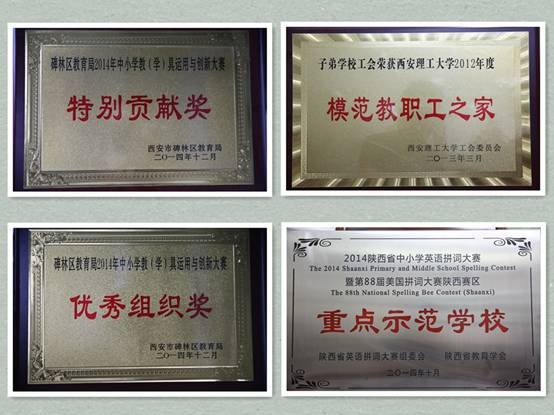 碑林区教育局2014年中小学教（学）具运用与创新大赛
特别贡献奖
西安市碑林区教育局
二〇一四年十二月
子弟学校工会荣获西安理工大学2012年度
模范教职工之家
西安理工大学工会委员会
二〇一三年三月
碑林区教育局2014年中小学教（学）具运用与创新大赛
优秀组织奖
西安市碑林区教育局
二〇一四年十二月
2014陕西省中小学英语拼词大赛
The 2014 Shaanxi Primary and Middle School Spelling Contest
暨第88届美国拼词大赛陕西赛区
The 88th National Spelling Bee Contest (Shaanxi)
重点示范学校
陕西省英语拼词大赛组委会 陕西省教育学会
二〇一四年十月